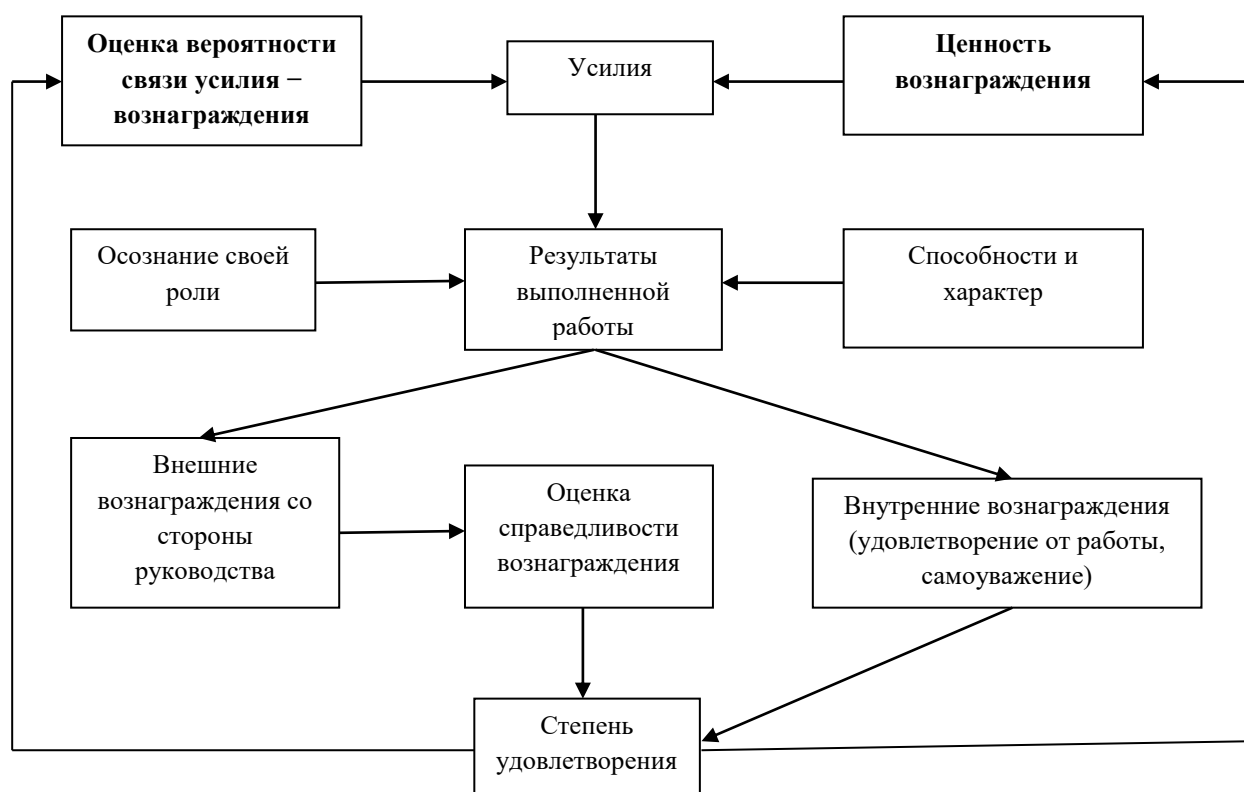 Оценка вероятности
связи усилия –
вознаграждения
Усилия
Ценность
вознаграждения
Осознание своей
роли
Результаты
выполненной
работы
Способности и
характер
Внешние
вознаграждения со
стороны
руководства
Оценка
справедливости
вознаграждения
Внутренние вознаграждения
(удовлетворение от работы,
самоуважение)
Степень
удовлетворения